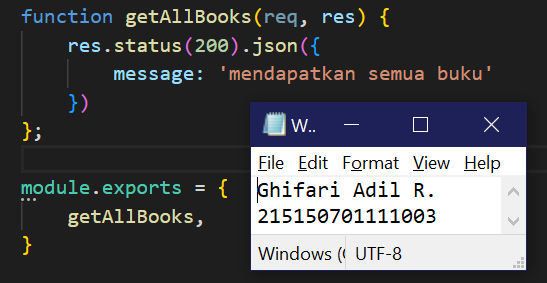 function getAllBooks(req, res) {
    res.status(200).json({
        message: 'mendapatkan semua buku'
    })
};
module.exports = {
    getAllBooks,
}
W..
File Edit Format View Help
Ghifari Adil R.
215150701111003
Windows (C UTF-8